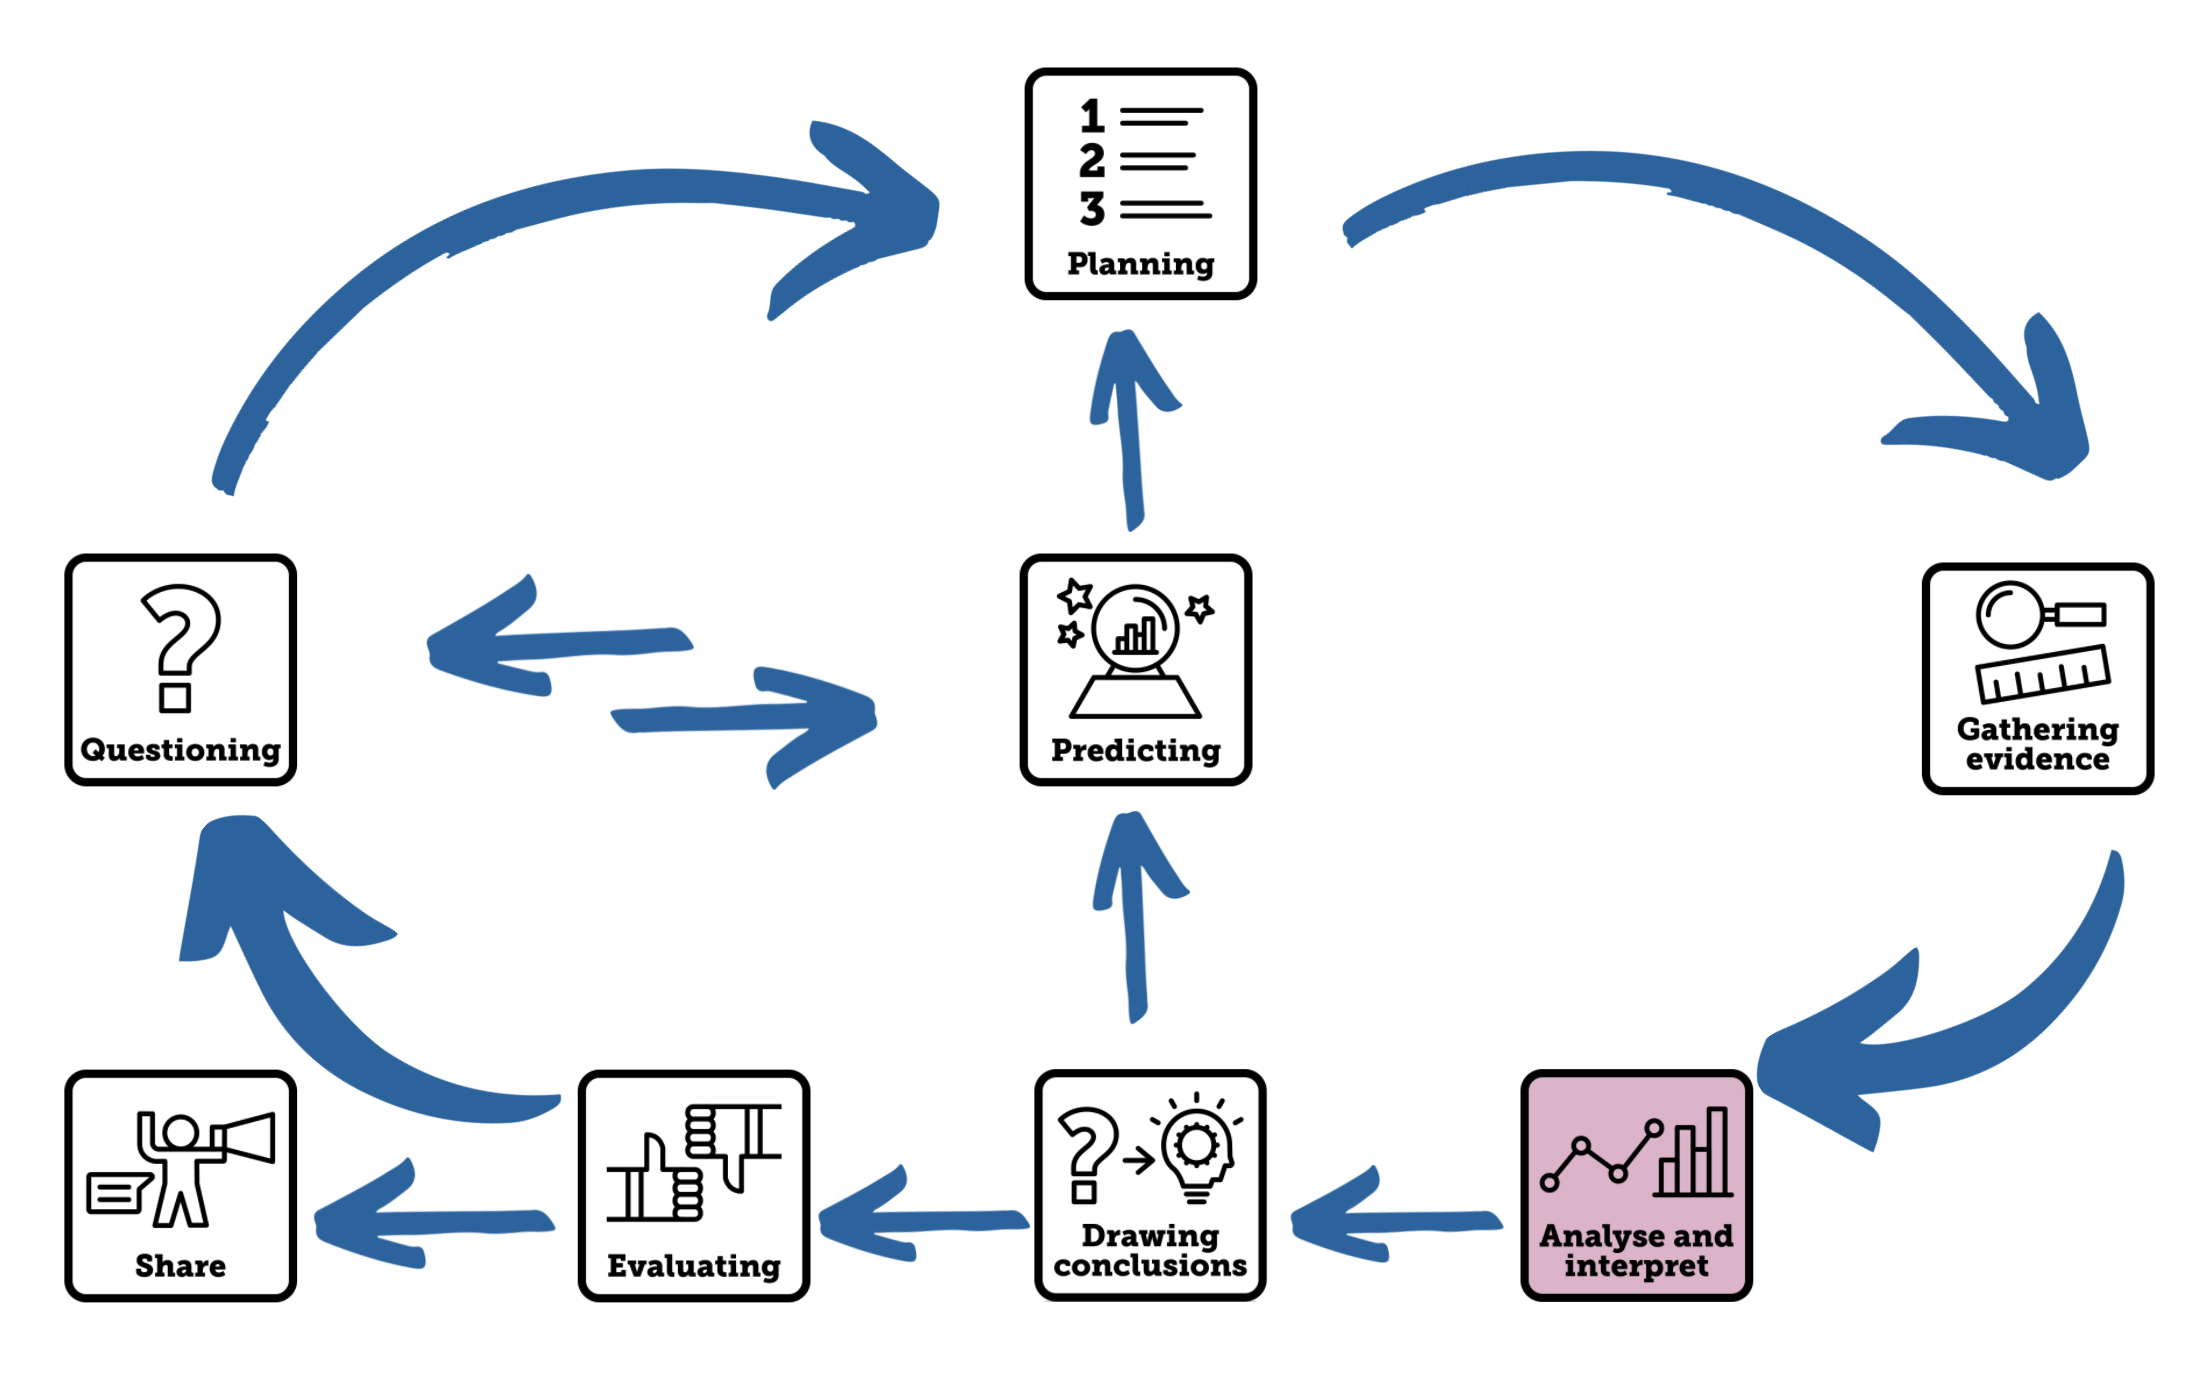 1
2
3
Planning
Questioning
Predicting
Gathering
evidence
Share
Evaluating
Drawing
conclusions
Analyse and
interpret